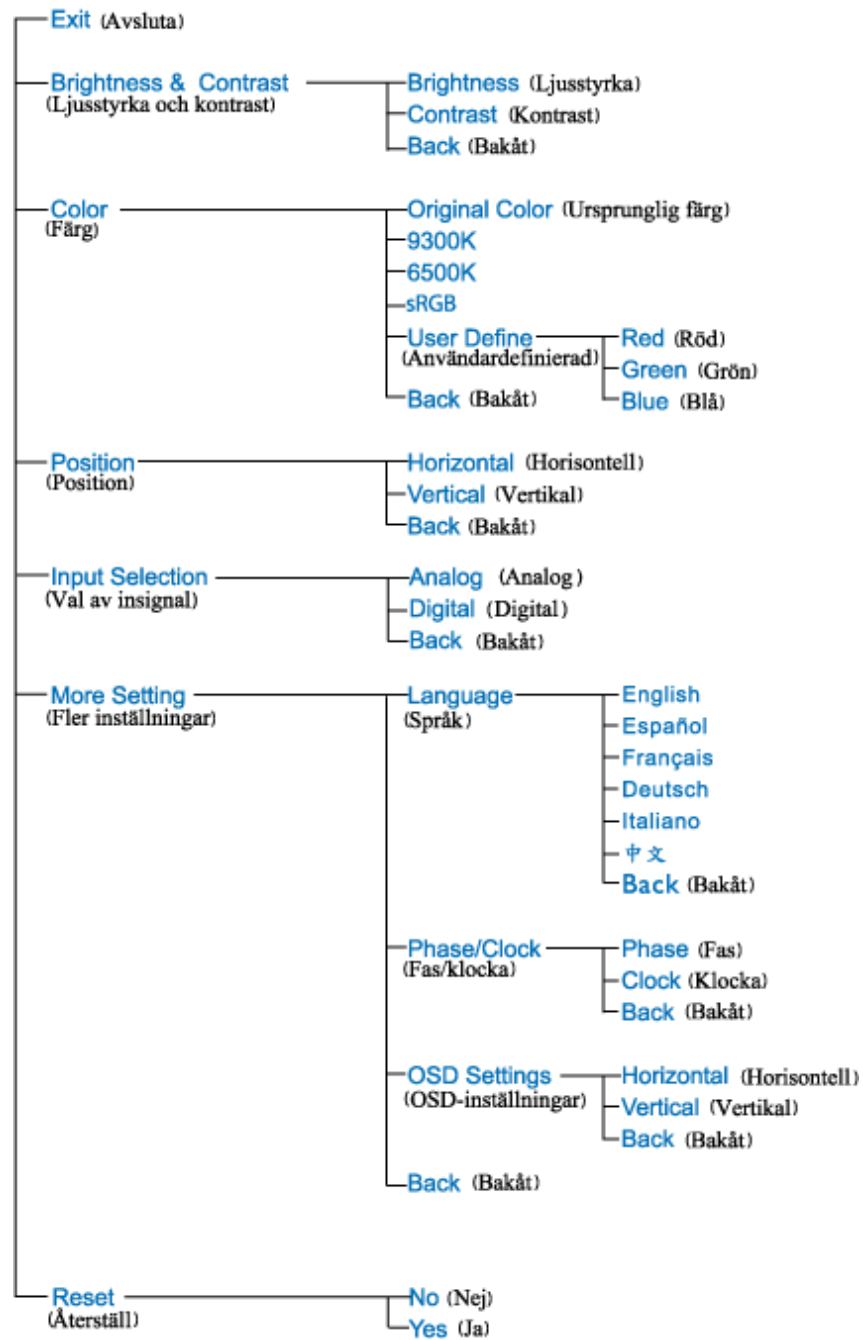 Exit (Avsluta)
Brightness & Contrast
(Ljusstyrka och kontrast)
Brightness (Ljusstyrka)
Contrast (Kontrast)
Back (Bakåt)
Color
(Färg)
Original Color (Ursprunglig färg)
9300K
6500K
sRGB
User Define
(Användardefinierad)
Red (Röd)
Green (Grön)
Blue (Blå)
Back (Bakåt)
Position
(Position)
Horizontal (Horisontell)
Vertical (Vertikal)
Back (Bakåt)
Input Selection
(Val av insignal)
Analog (Analog)
Digital (Digital)
Back (Bakåt)
More Setting
(Fler inställningar)
Language
(Språk)
English
Español
Français
Deutsch
Italiano
中文
Back (Bakåt)
Phase/Clock
(Fas/klocka)
Phase (Fas)
Clock (Klocka)
Back (Bakåt)
OSD Settings
(OSD-inställningar)
Horizontal (Horisontell)
Vertical (Vertikal)
Back (Bakåt)
Back (Bakåt)
Reset
(Återställ)
No (Nej)
Yes (Ja)